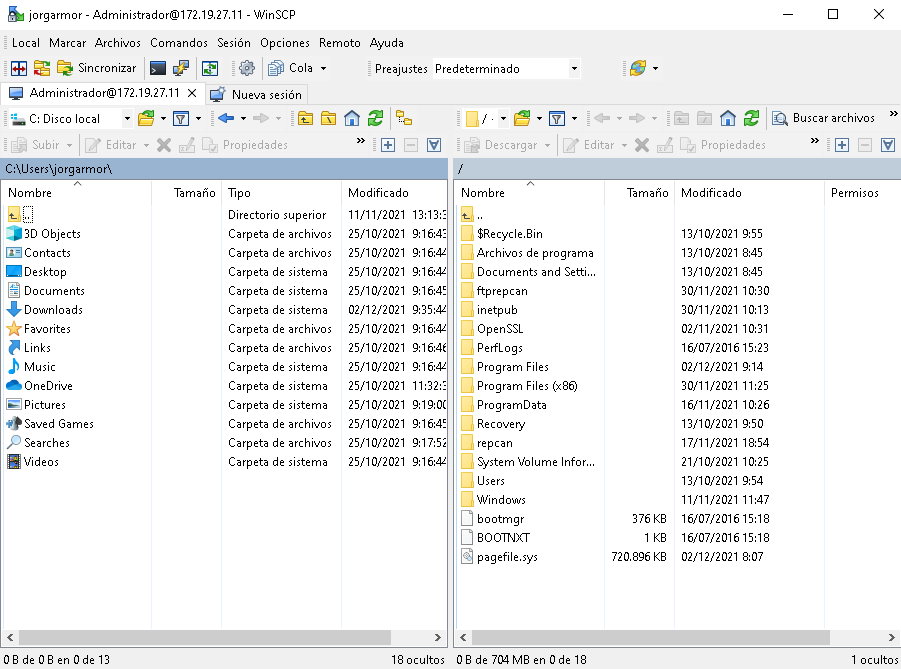 jorgarmor - Administrador@172.19.27.11 - WinSCP
Local Marcar Archivos Comandos Sesión Opciones Remoto Ayuda
Sincronizar Cola Preajustes Predeterminado
Administrador@172.19.27.11 Nueva sesión
C: Disco local / Buscar archivos »
Subir Editar Propiedades » Descargar Editar Propiedades »
C:\Users\jorgarmor\ /
Nombre Tamaño Tipo Modificado
.. Directorio superior 11/11/2021 13:13:3
3D Objects Carpeta de archivos 25/10/2021 9:16:43
Contacts Carpeta de archivos 25/10/2021 9:16:44
Desktop Carpeta de sistema 25/10/2021 9:16:44
Documents Carpeta de sistema 25/10/2021 9:16:45
Downloads Carpeta de sistema 02/12/2021 9:35:44
Favorites Carpeta de archivos 25/10/2021 9:16:44
Links Carpeta de archivos 25/10/2021 9:16:46
Music Carpeta de sistema 25/10/2021 9:16:44
OneDrive Carpeta de sistema 25/10/2021 11:32:3
Pictures Carpeta de sistema 25/10/2021 9:19:00
Saved Games Carpeta de archivos 25/10/2021 9:16:45
Searches Carpeta de archivos 25/10/2021 9:17:52
Videos Carpeta de sistema 25/10/2021 9:16:44
Nombre Tamaño Modificado Permisos
..
$Recycle.Bin 13/10/2021 9:55
Archivos de programa 13/10/2021 8:45
Documents and Setti... 13/10/2021 8:45
ftprepcan 30/11/2021 10:30
inetpub 30/11/2021 10:13
OpenSSL 02/11/2021 10:31
PerfLogs 16/07/2016 15:23
Program Files 02/12/2021 9:14
Program Files (x86) 30/11/2021 11:25
ProgramData 16/11/2021 10:26
Recovery 13/10/2021 9:50
repcan 17/11/2021 18:54
System Volume Infor... 21/10/2021 10:25
Users 13/10/2021 9:54
Windows 11/11/2021 11:47
bootmgr 376 KB 16/07/2016 15:18
BOOTNXT 1 KB 16/07/2016 15:18
pagefile.sys 720.896 KB 02/12/2021 8:07
0 B de 0 B en 0 de 13 18 ocultos
0 B de 704 MB en 0 de 18 1 ocultos